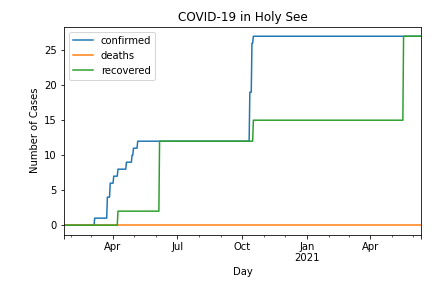 COVID-19 in Holy See
confirmed
deaths
recovered
Number of Cases
25
20
15
10
5
0
Apr
Jul
Oct
Jan
2021
Apr
Day